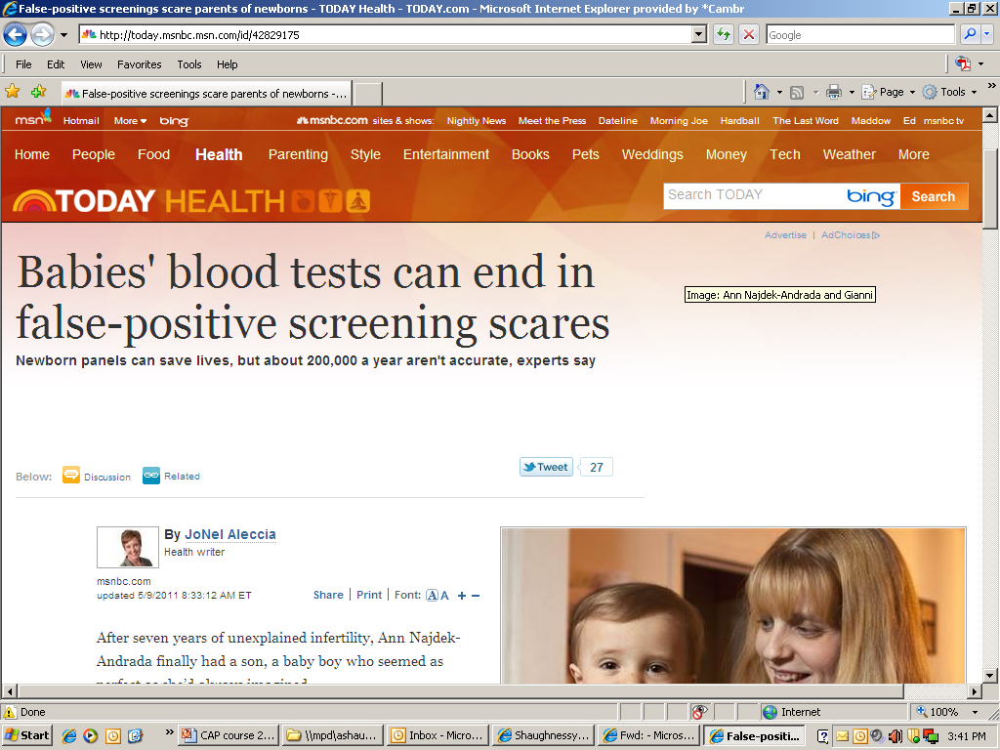 False-positive screenings scare parents of newborns - TODAY Health - TODAY.com - Microsoft Internet Explorer provided by *Cambr
http://today.msnbc.msn.com/id/42829175
Google
File Edit View Favorites Tools Help
False-positive screenings scare parents of newborns -...
Page Tools
msn Hotmail More bing msnbc.com sites & shows: Nightly News Meet the Press Dateline Morning Joe Hardball The Last Word Maddow Ed msnbc tv
Home People Food Health Parenting Style Entertainment Books Pets Weddings Money Tech Weather More
TODAY HEALTH Search TODAY bing Search
Advertise | AdChoices
Babies' blood tests can end in
false-positive screening scares
Image: Ann Najdek-Andrada and Gianni
Newborn panels can save lives, but about 200,000 a year aren't accurate, experts say
Below: Discussion Related
Tweet 27
By JoNel Aleccia
Health writer
msnbc.com
updated 5/9/2011 8:33:12 AM ET
Share | Print | Font: A A + −
After seven years of unexplained infertility, Ann Najdek-
Andrada finally had a son, a baby boy who seemed as
perfect as she'd always imagined.
Done Internet 100%
Start CAP course 2... \\mpd\ashau... Inbox - Micro... Shaughnessy... Fwd: - Micros... False-positi... 3:41 PM